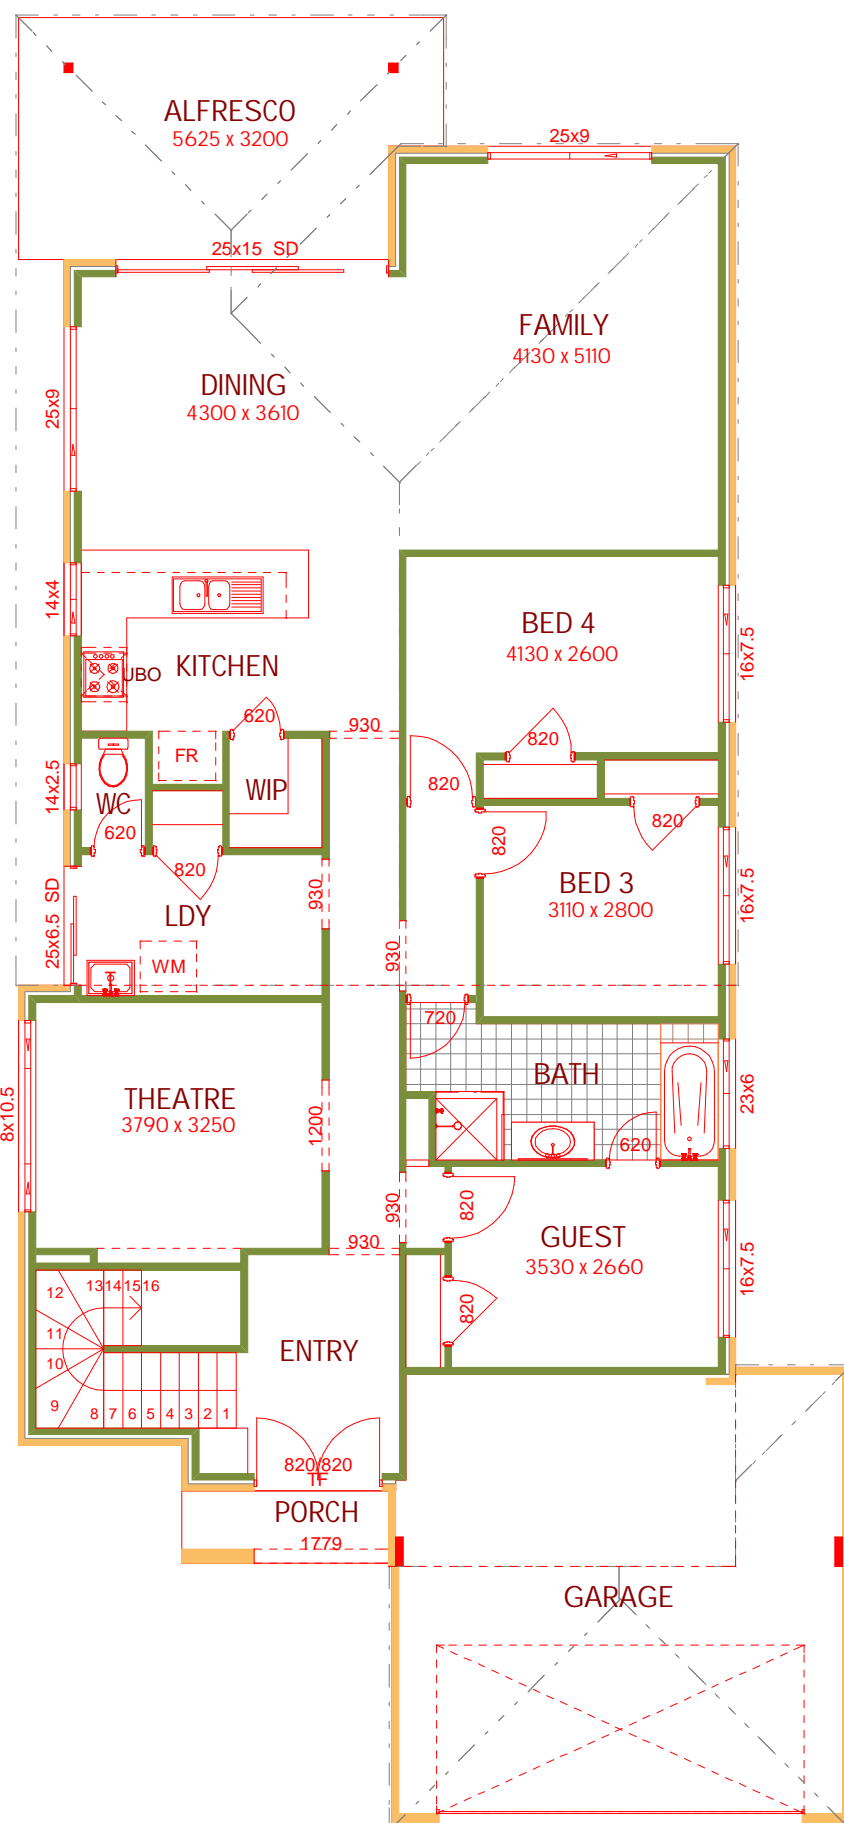 ALFRESCO
5625 x 3200
25x9
25x15 SD
FAMILY
4130 x 5110
DINING
4300 x 3610
25x9
14x4
BED 4
4130 x 2600
16x7.5
KITCHEN
UBO
620
930
820
FR
WIP
820
14x2.5
WC
620
820
820
820
BED 3
3110 x 2800
16x7.5
25x6.5 SD
LDY
930
WM
930
720
BATH
THEATRE
3790 x 3250
8x10.5
1200
23x6
620
930
820
GUEST
3530 x 2660
930
16x7.5
820
12
13
14
15
16
11
10
9
8
7
6
5
4
3
2
1
ENTRY
820/820
TF
PORCH
1779
GARAGE